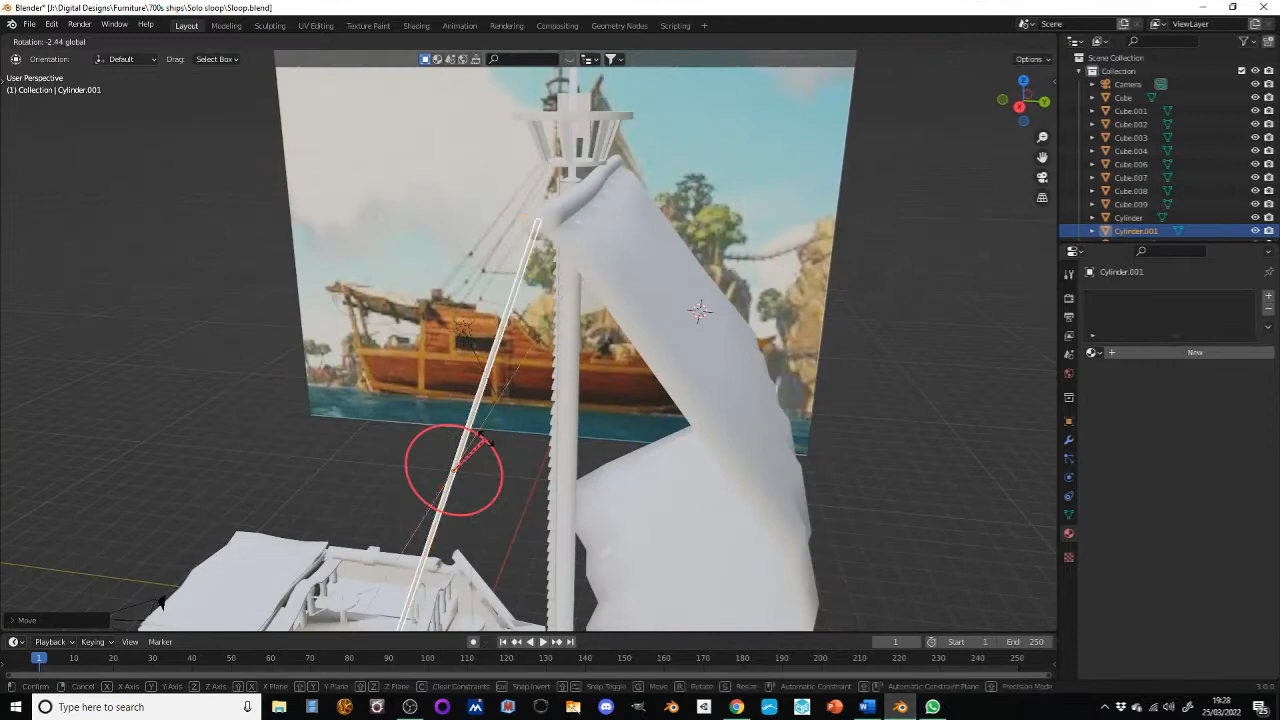 Blender* [J:\Digital Designs\Furniture\700s ships\Solo sloop\Sloop.blend]
File Edit Render Window Help Layout Modeling Sculpting UV Editing Texture Paint Shading Animation Rendering Compositing Geometry Nodes Scripting + Scene ViewLayer
Rotation: -2.44 global
Orientation: Default Drag: Select Box Options
User Perspective
(1) Collection | Cylinder.001
Scene Collection
Collection
Camera
Cube
Cube.001
Cube.002
Cube.003
Cube.004
Cube.006
Cube.007
Cube.008
Cube.009
Cylinder
Cylinder.001
Z
Y
X
Cylinder.001
New
Move
Playback Keying View Marker 1 Start 1 End 250
1 10 20 30 40 50 60 70 80 90 100 110 120 130 140 150 160 170 180 190 200 210 220 230 240 250
Confirm Cancel X X-Axis Y Y-Axis Z Z-Axis X X Plane Y Y Plane Z Z Plane C Clear Constraints Snap Invert Snap Toggle G Move R Rotate S Resize Automatic Constraint Automatic Constraint Plane Precision Mode 3.0.0
Type here to search
19:28
25/03/2022